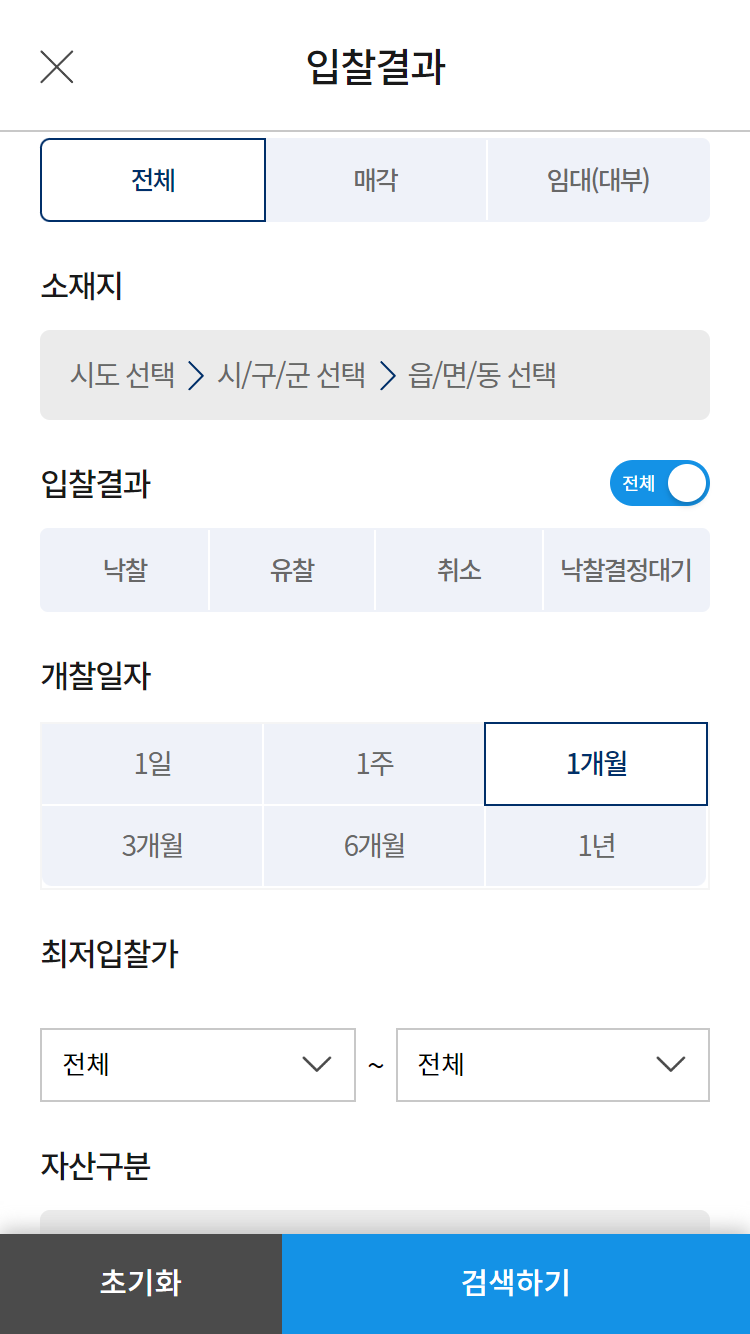 입찰결과
전체 매각 임대(대부)
소재지
시도 선택 > 시/구/군 선택 > 읍/면/동 선택
입찰결과 전체
낙찰 유찰 취소 낙찰결정대기
개찰일자
1일 1주 1개월
3개월 6개월 1년
최저입찰가
전체 ~ 전체
자산구분
초기화 검색하기